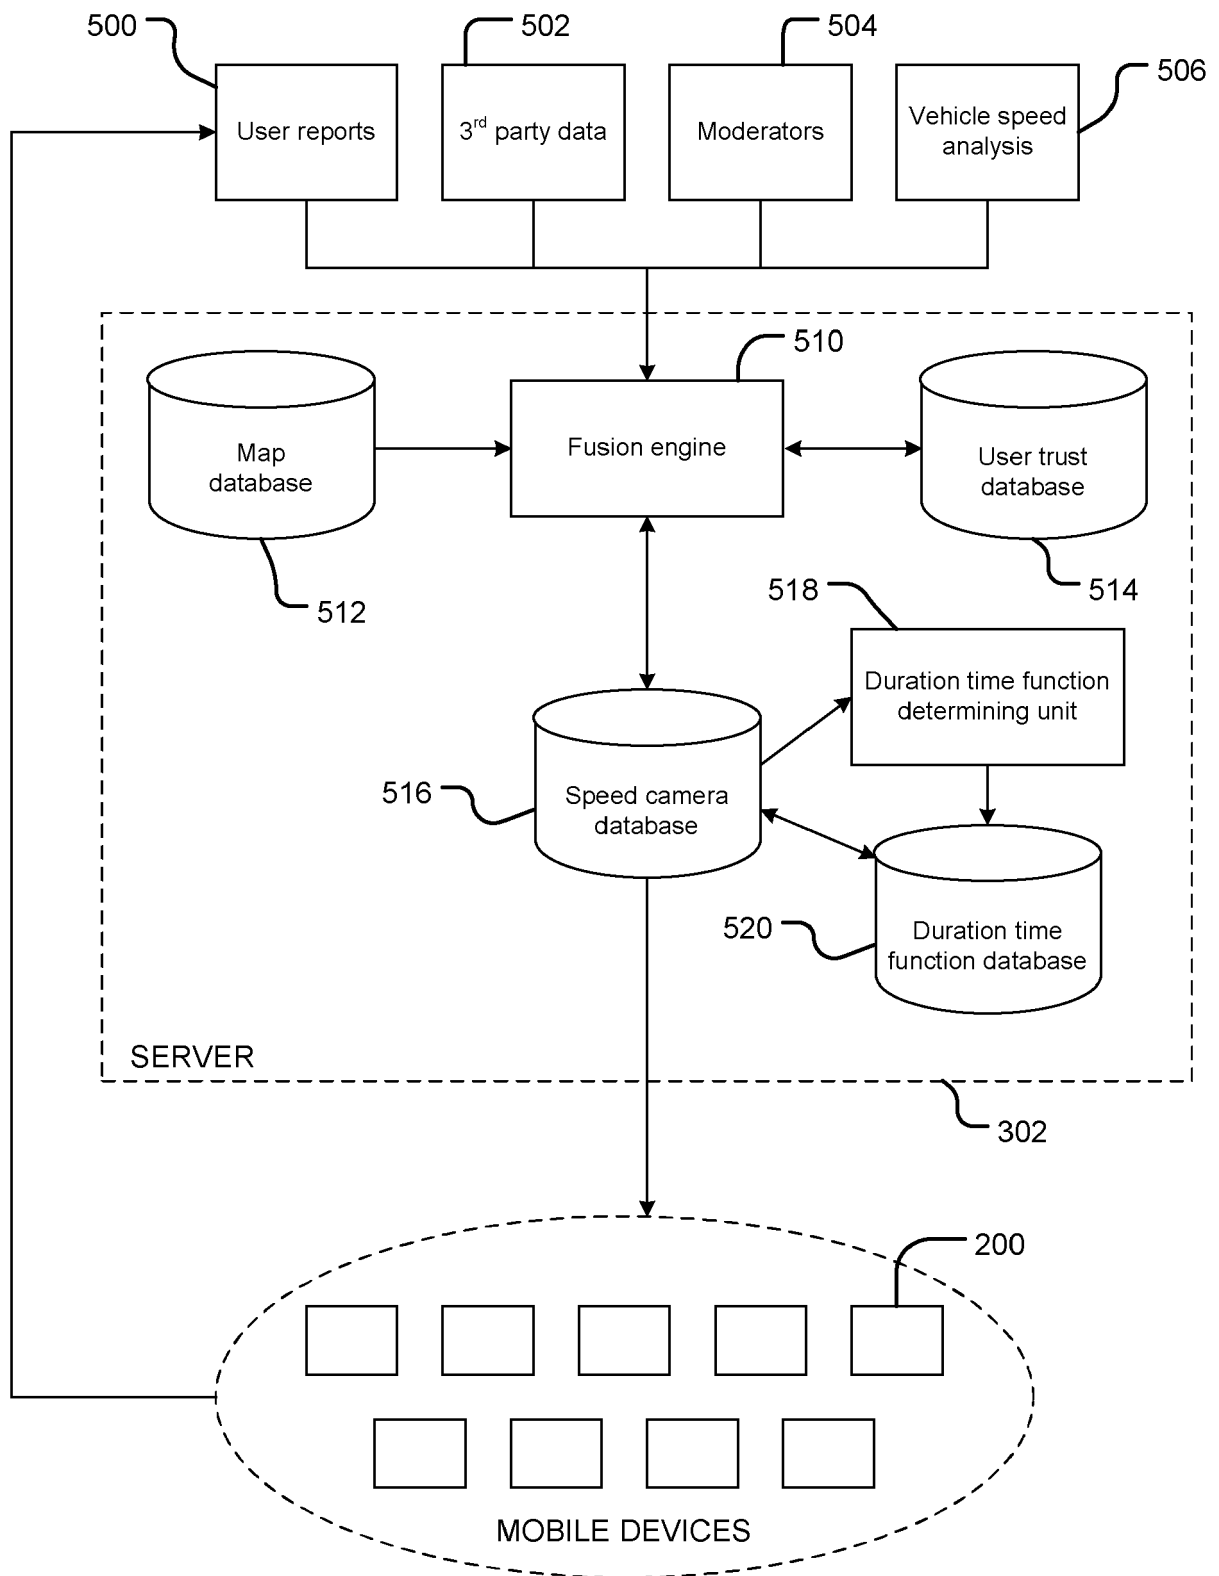 500
502
504
506
User reports
3rd party data
Moderators
Vehicle speed
analysis
510
Map
database
Fusion engine
User trust
database
512
514
518
Duration time function
determining unit
516
Speed camera
database
520
Duration time
function database
SERVER
302
200
MOBILE DEVICES